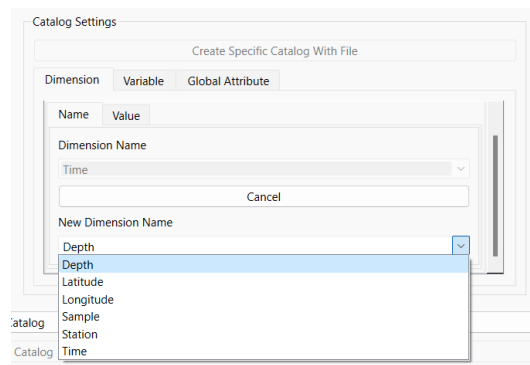 Catalog Settings
Create Specific Catalog With File
Dimension Variable Global Attribute
Name Value
Dimension Name
Time
Cancel
New Dimension Name
Depth
Depth
Latitude
Longitude
Sample
Station
Time
Catalog
Catalog